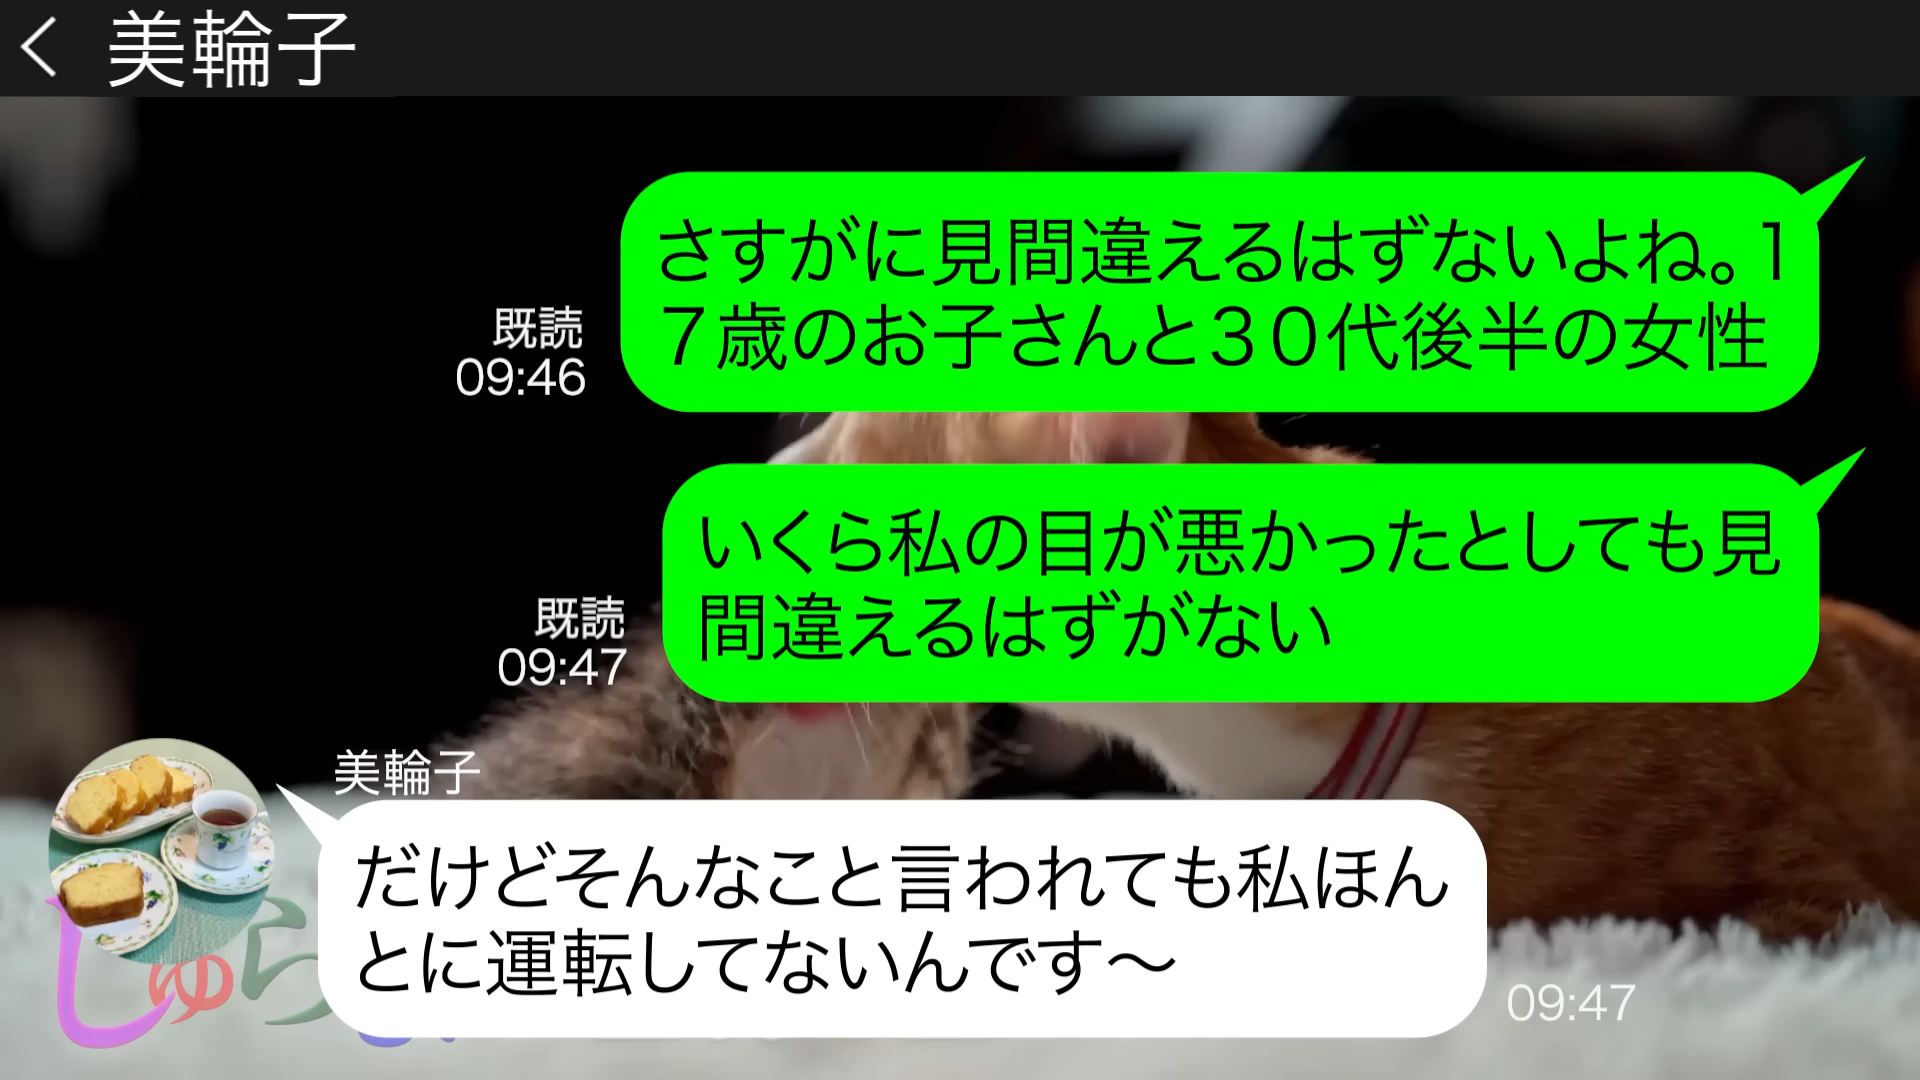 美輪子
さすがに見間違えるはずないよね。1
7歳のお子さんと30代後半の女性
既読
09:46
いくら私の目が悪かったとしても見
間違えるはずがない
既読
09:47
美輪子
だけどそんなこと言われても私ほん
とに運転してないんです〜
09:47
しゅら